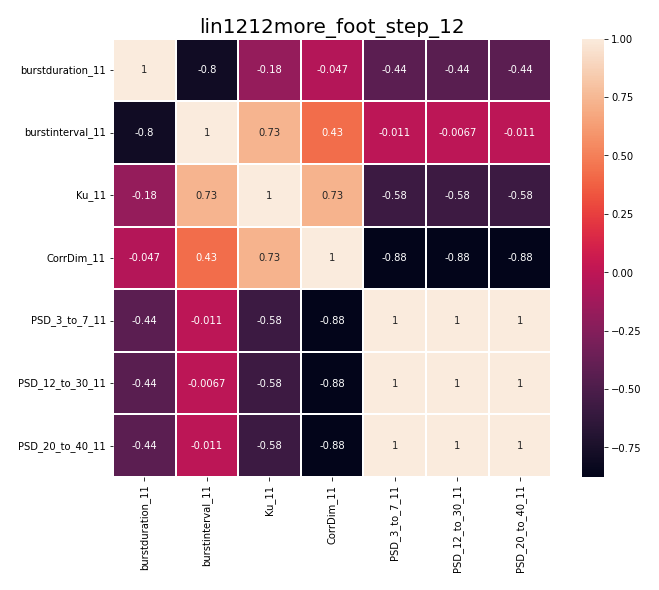 lin1212more_foot_step_12
burstduration_11 1 -0.8 -0.18 -0.047 -0.44 -0.44 -0.44
burstinterval_11 -0.8 1 0.73 0.43 -0.011 -0.0067 -0.011
Ku_11 -0.18 0.73 1 0.73 -0.58 -0.58 -0.58
CorrDim_11 -0.047 0.43 0.73 1 -0.88 -0.88 -0.88
PSD_3_to_7_11 -0.44 -0.011 -0.58 -0.88 1 1 1
PSD_12_to_30_11 -0.44 -0.0067 -0.58 -0.88 1 1 1
PSD_20_to_40_11 -0.44 -0.011 -0.58 -0.88 1 1 1
burstduration_11
burstinterval_11
Ku_11
CorrDim_11
PSD_3_to_7_11
PSD_12_to_30_11
PSD_20_to_40_11
1.00
0.75
0.50
0.25
0.00
−0.25
−0.50
−0.75